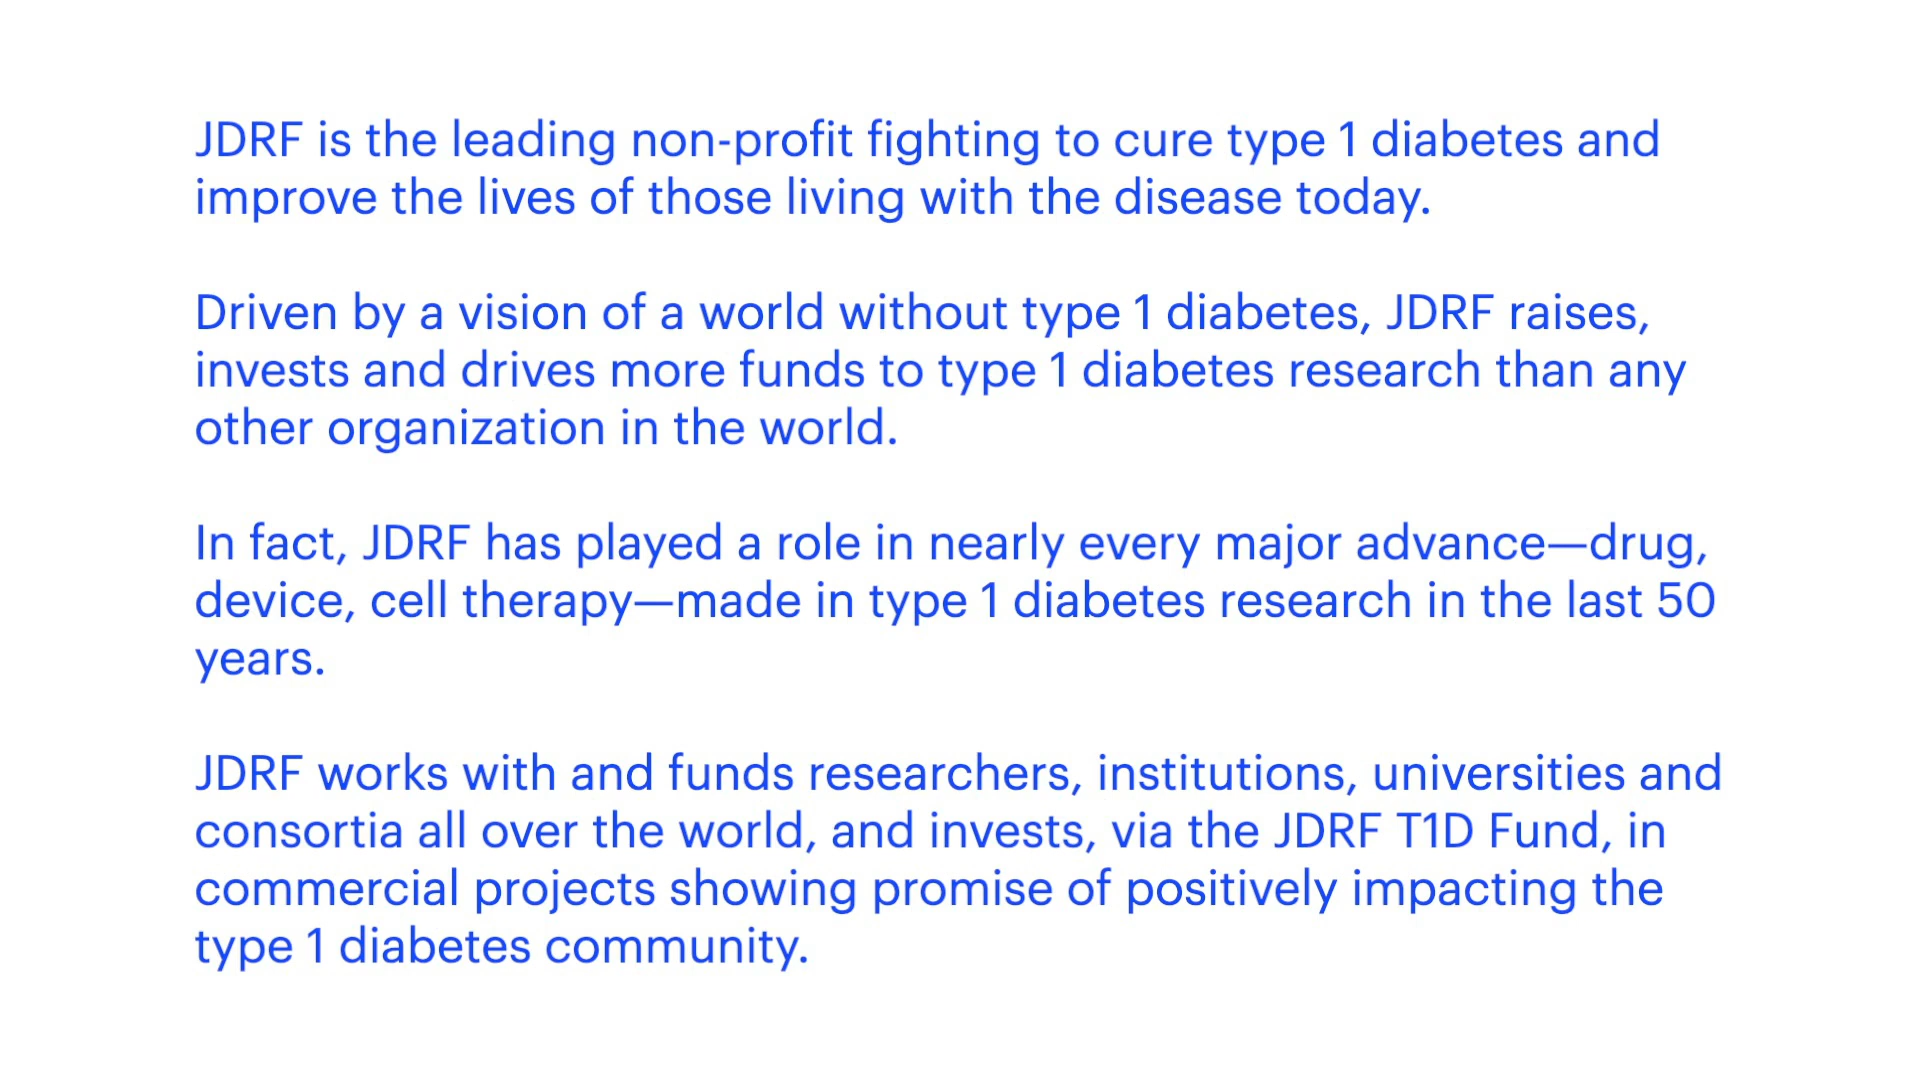 JDRF is the leading non-profit fighting to cure type 1 diabetes and
improve the lives of those living with the disease today.
Driven by a vision of a world without type 1 diabetes, JDRF raises,
invests and drives more funds to type 1 diabetes research than any
other organization in the world.
In fact, JDRF has played a role in nearly every major advance—drug,
device, cell therapy—made in type 1 diabetes research in the last 50
years.
JDRF works with and funds researchers, institutions, universities and
consortia all over the world, and invests, via the JDRF T1D Fund, in
commercial projects showing promise of positively impacting the
type 1 diabetes community.